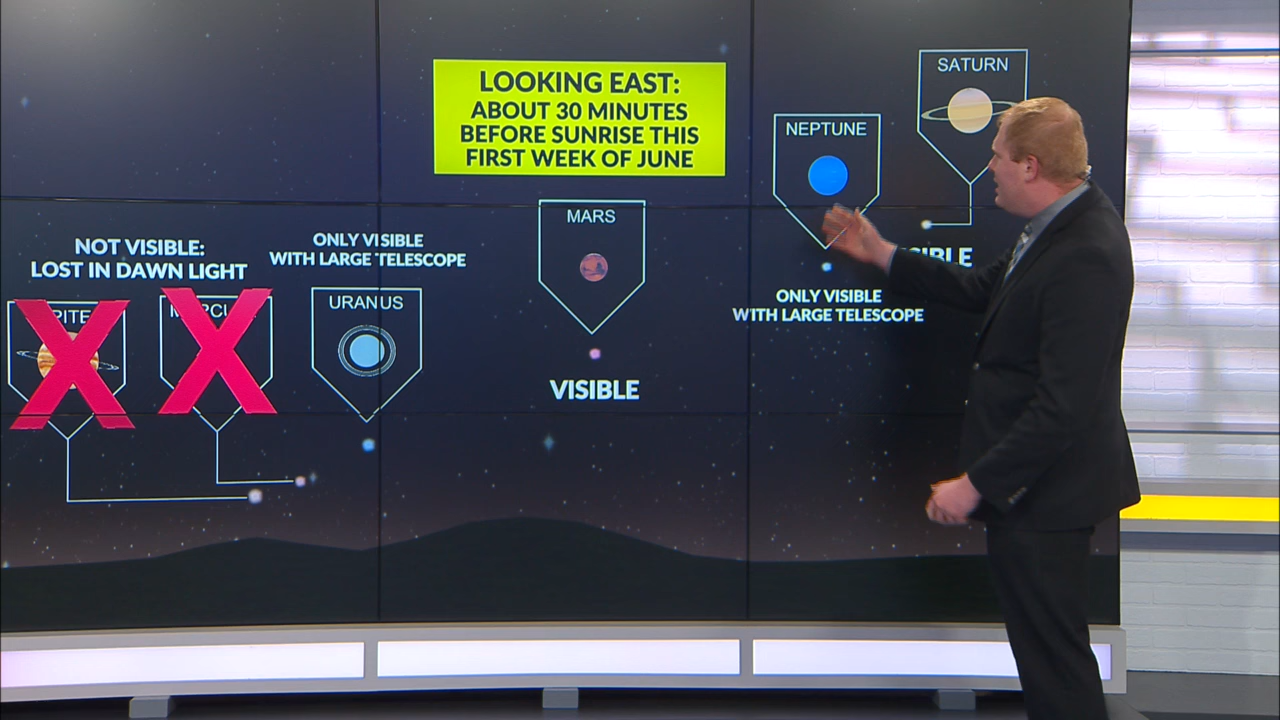 LOOKING EAST:
ABOUT 30 MINUTES
BEFORE SUNRISE THIS
FIRST WEEK OF JUNE
SATURN
NEPTUNE
MARS
NOT VISIBLE:
LOST IN DAWN LIGHT
ONLY VISIBLE
WITH LARGE TELESCOPE
URANUS
ONLY VISIBLE
WITH LARGE TELESCOPE
VISIBLE